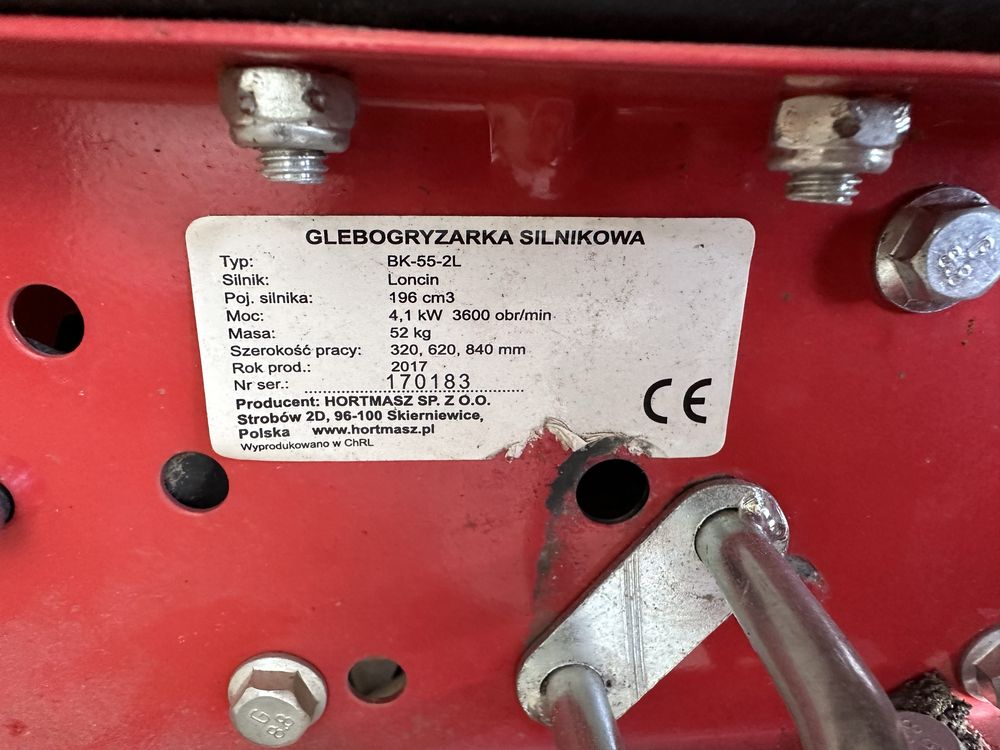 GLEBOGRYZARKA SILNIKOWA
Typ: BK-55-2L
Silnik: Loncin
Poj. silnika: 196 cm3
Moc: 4,1 kW 3600 obr/min
Masa: 52 kg
Szerokość pracy: 320, 620, 840 mm
Rok prod.: 2017
Nr ser.: 170183
Producent: HORTMASZ SP. Z O.O.
Strobów 2D, 96-100 Skierniewice,
Polska www.hortmasz.pl
Wyprodukowano w ChRL
CE
8.8